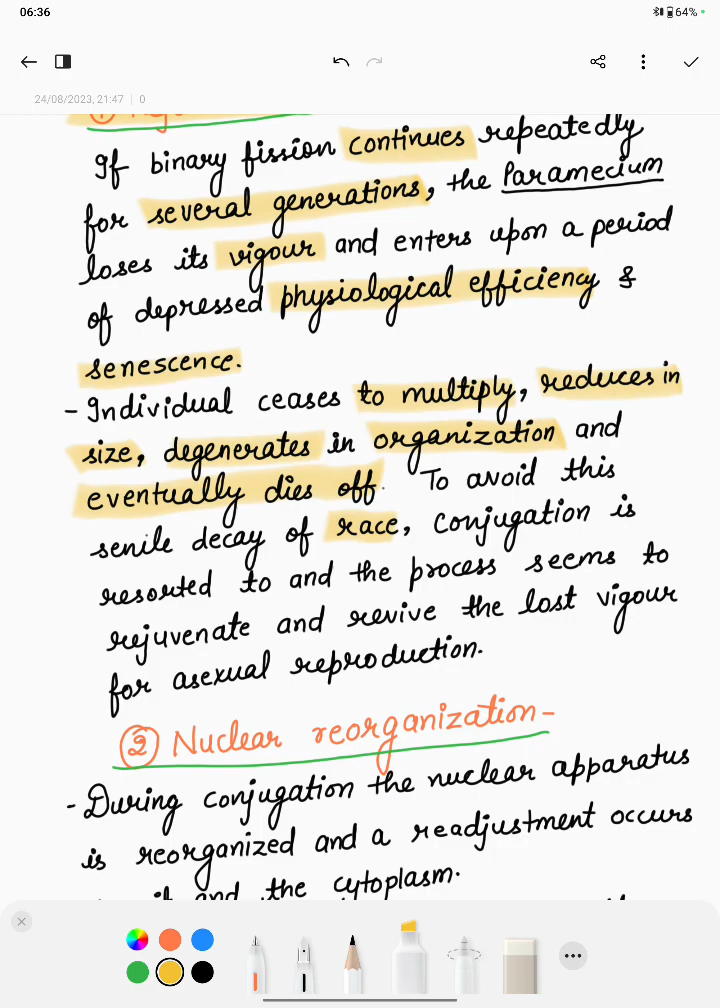 06:36
64%
24/08/2023, 21:47 | 0
If binary fission continues repeatedly
for several generations, the Paramecium
loses its vigour and enters upon a period
of depressed physiological efficiency &
senescence.
- Individual ceases to multiply, reduces in
size, degenerates in organization and
eventually dies off. To avoid this
senile decay of race, conjugation is
resorted to and the process seems to
rejuvenate and revive the lost vigour
for asexual reproduction.
② Nuclear reorganization-
- During conjugation the nuclear apparatus
is reorganized and a readjustment occurs
it and the cytoplasm.